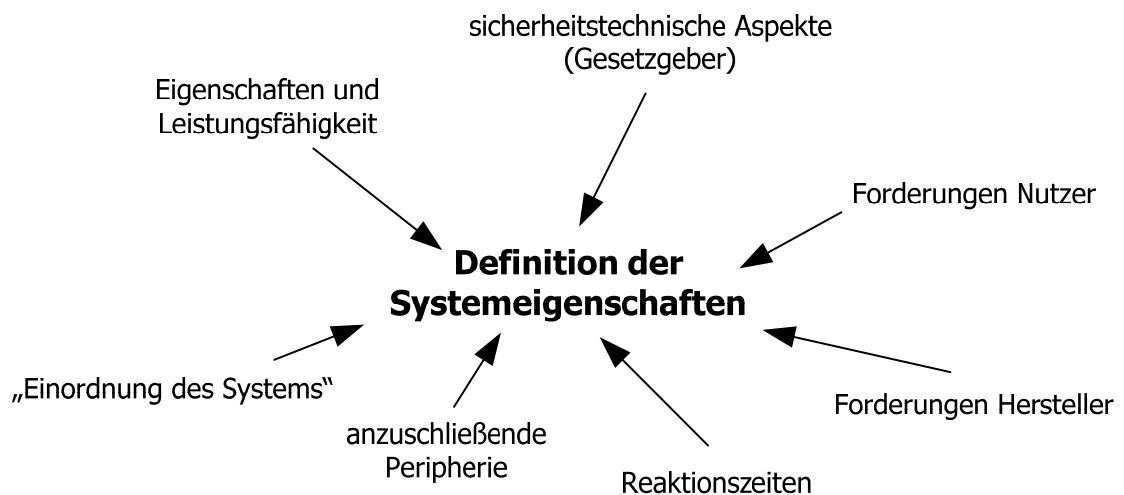 sicherheitstechnische Aspekte
(Gesetzgeber)
Eigenschaften und
Leistungsfähigkeit
Forderungen Nutzer
Definition der
Systemeigenschaften
„Einordnung des Systems“
Forderungen Hersteller
anzuschließende
Peripherie
Reaktionszeiten